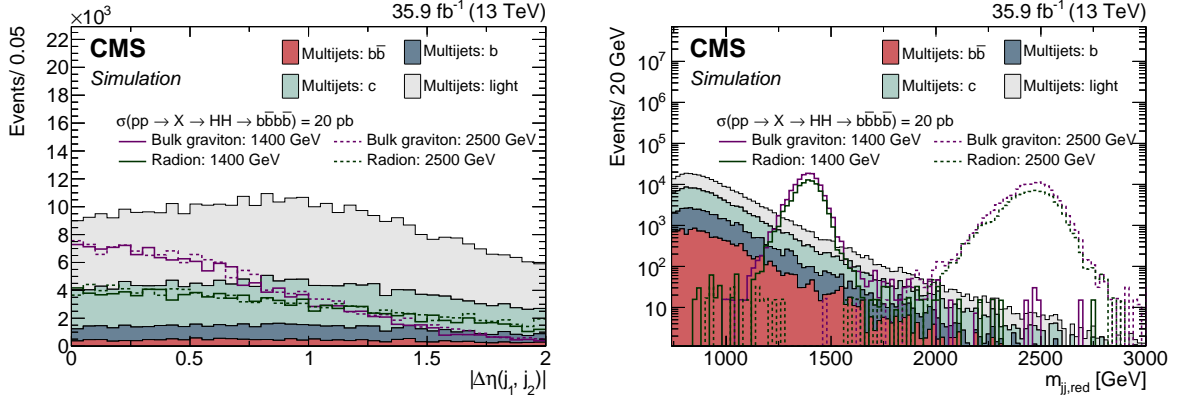 ×10³
35.9 fb⁻¹ (13 TeV)
Events/ 0.05
CMS
Simulation
Multijets: bb̅
Multijets: b
Multijets: c
Multijets: light
σ(pp → X → HH → bb̅bb̅) = 20 pb
Bulk graviton: 1400 GeV
Bulk graviton: 2500 GeV
Radion: 1400 GeV
Radion: 2500 GeV
22
20
18
16
14
12
10
8
6
4
2
0
0 0.5 1 1.5 2
|Δη(j₁, j₂)|
35.9 fb⁻¹ (13 TeV)
Events/ 20 GeV
CMS
Simulation
Multijets: bb̅
Multijets: b
Multijets: c
Multijets: light
σ(pp → X → HH → bb̅bb̅) = 20 pb
Bulk graviton: 1400 GeV
Bulk graviton: 2500 GeV
Radion: 1400 GeV
Radion: 2500 GeV
10⁷
10⁶
10⁵
10⁴
10³
10²
10
1000 1500 2000 2500 3000
m_jj,red [GeV]